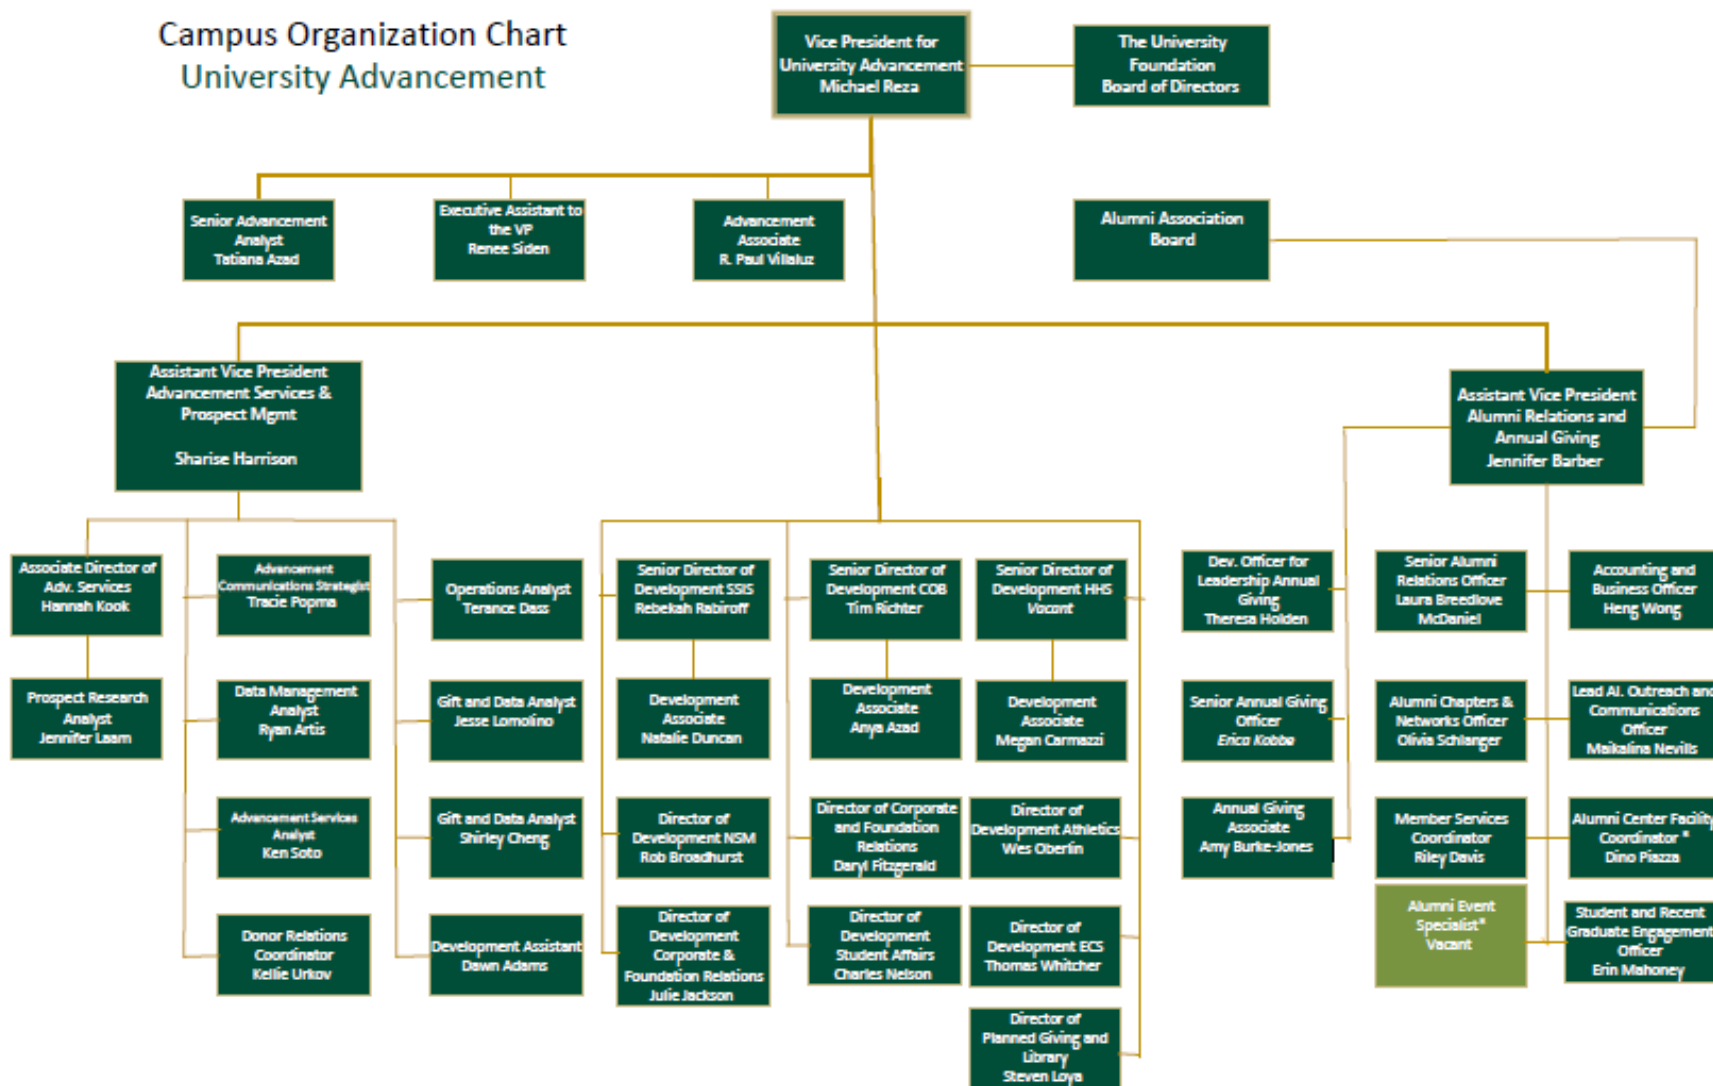 Campus Organization Chart
University Advancement
Vice President for
University Advancement
Michael Reza
The University
Foundation
Board of Directors
Senior Advancement
Analyst
Tatiana Azad
Executive Assistant to
the VP
Renee Siden
Advancement
Associate
R. Paul Villaluz
Alumni Association
Board
Assistant Vice President
Advancement Services &
Prospect Mgmt
Sharise Harrison
Assistant Vice President
Alumni Relations and
Annual Giving
Jennifer Barber
Associate Director of
Adv. Services
Hannah Kook
Advancement
Communications Strategist
Tracie Popma
Operations Analyst
Terance Dass
Senior Director of
Development SSIS
Rebekah Rabiroff
Senior Director of
Development COB
Tim Richter
Senior Director of
Development HHS
Vacant
Dev. Officer for
Leadership Annual
Giving
Theresa Holden
Senior Alumni
Relations Officer
Laura Breedlove
McDaniel
Accounting and
Business Officer
Heng Wong
Prospect Research
Analyst
Jennifer Laam
Data Management
Analyst
Ryan Artis
Gift and Data Analyst
Jesse Lomolino
Development
Associate
Natalie Duncan
Development
Associate
Anya Azad
Development
Associate
Megan Carmazzi
Senior Annual Giving
Officer
Erica Kobbe
Alumni Chapters &
Networks Officer
Olivia Schlanger
Lead Al. Outreach and
Communications
Officer
Maikalina Nevills
Advancement Services
Analyst
Ken Soto
Gift and Data Analyst
Shirley Cheng
Director of
Development NSM
Rob Broadhurst
Director of Corporate
and Foundation
Relations
Daryl Fitzgerald
Director of
Development Athletics
Wes Oberlin
Annual Giving
Associate
Amy Burke-Jones
Member Services
Coordinator
Riley Davis
Alumni Center Facility
Coordinator *
Dino Piazza
Donor Relations
Coordinator
Kellie Urkov
Development Assistant
Dawn Adams
Director of
Development
Corporate &
Foundation Relations
Julie Jackson
Director of
Development
Student Affairs
Charles Nelson
Director of
Development ECS
Thomas Whitcher
Alumni Event
Specialist*
Vacant
Student and Recent
Graduate Engagement
Officer
Erin Mahoney
Director of
Planned Giving and
Library
Steven Loya